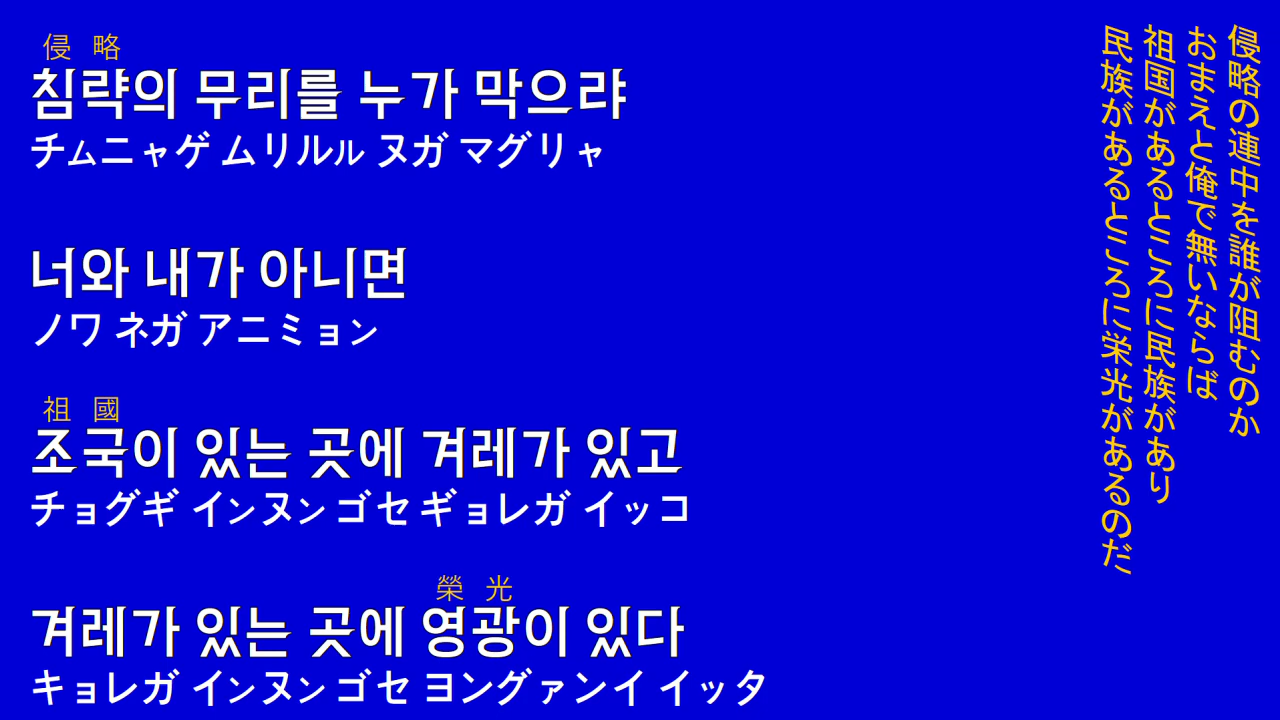 侵略
침략의 무리를 누가 막으랴
チムニャゲ ムリルル ヌガ マグリャ
너와 내가 아니면
ノワ ネガ アニミョン
祖國
조국이 있는 곳에 겨레가 있고
チョグギ インヌンゴセギョレガ イッコ
榮光
겨레가 있는 곳에 영광이 있다
キョレガ インヌンゴセ ヨングァンイ イッタ
侵略の連中を誰が阻むのか
おまえと俺で無いならば
祖国があるところに民族があり
民族があるところに栄光があるのだ